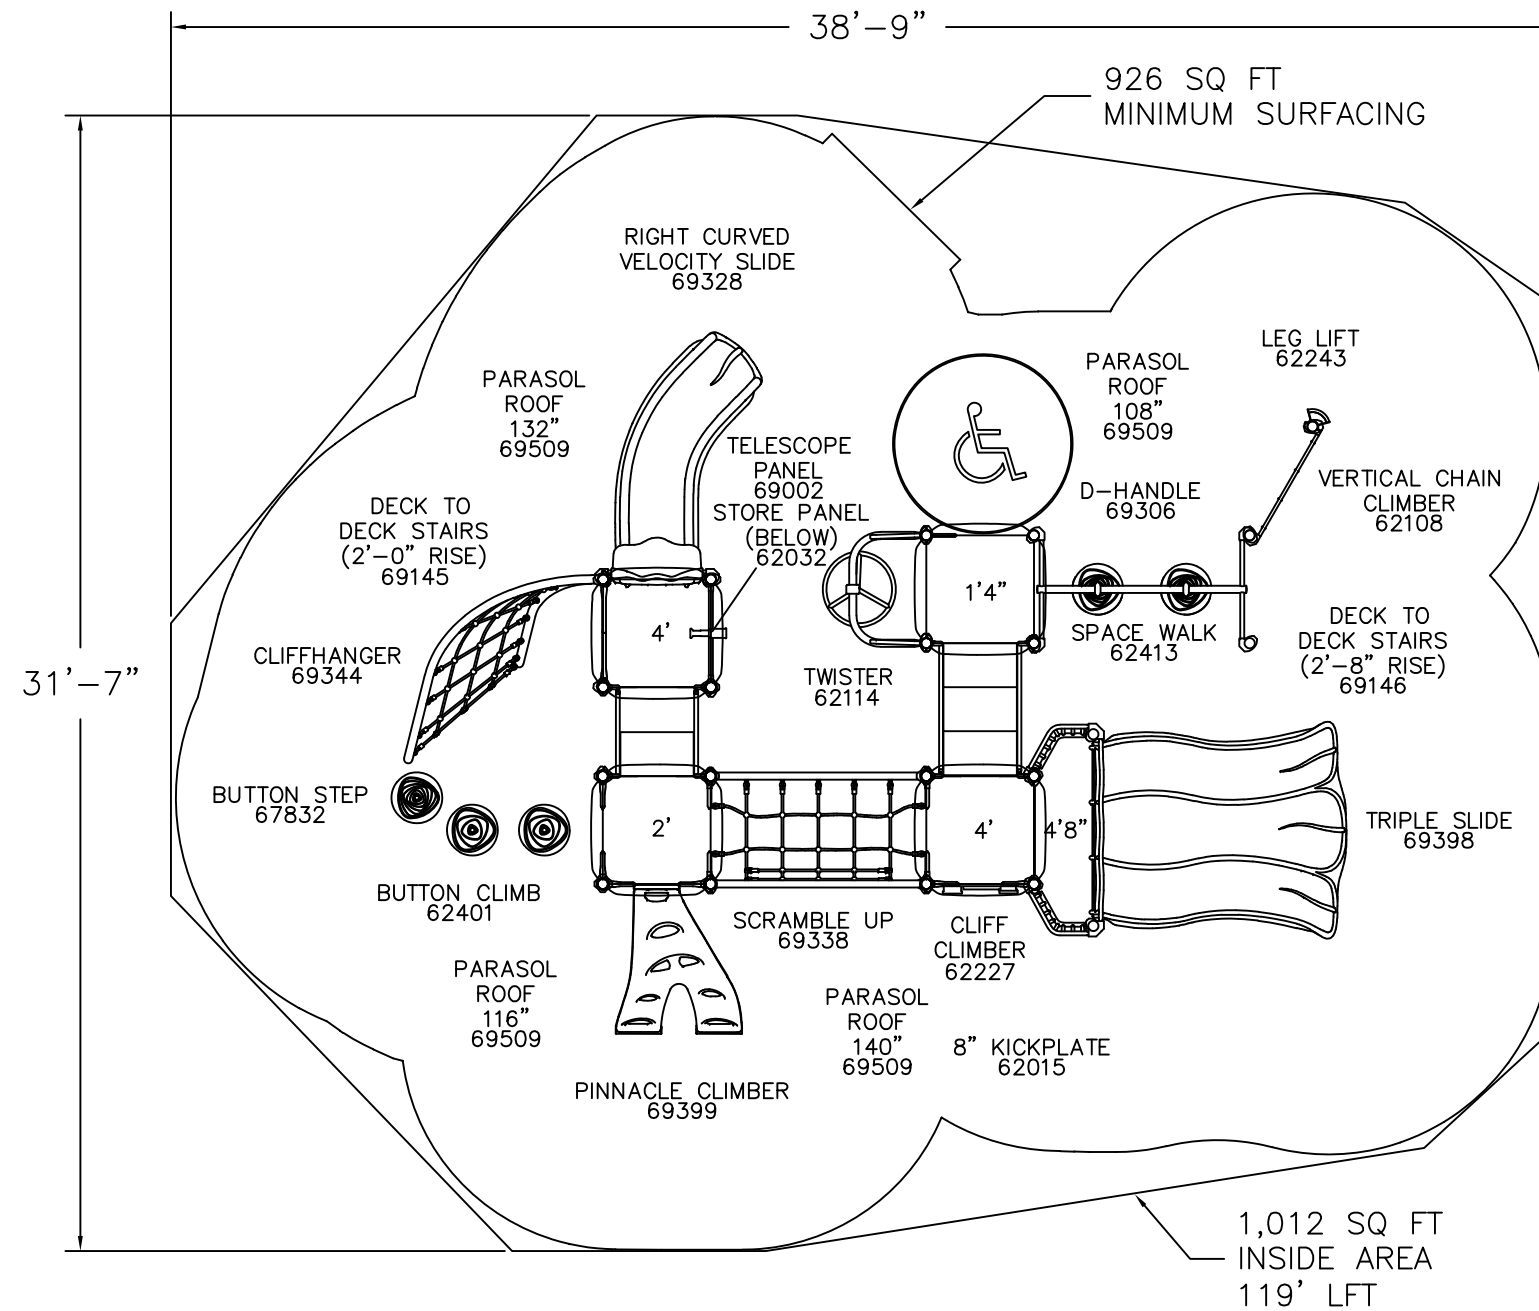 38'-9"
926 SQ FT
MINIMUM SURFACING
RIGHT CURVED
VELOCITY SLIDE
69328
LEG LIFT
62243
PARASOL
ROOF
132"
69509
PARASOL
ROOF
108"
69509
TELESCOPE
PANEL
69002
STORE PANEL
(BELOW)
62032
D-HANDLE
69306
VERTICAL CHAIN
CLIMBER
62108
DECK TO
DECK STAIRS
(2'-0" RISE)
69145
1'4"
4'
SPACE WALK
62413
DECK TO
DECK STAIRS
(2'-8" RISE)
69146
CLIFFHANGER
69344
31'-7"
TWISTER
62114
BUTTON STEP
67832
2'
4'
4'8"
TRIPLE SLIDE
69398
BUTTON CLIMB
62401
SCRAMBLE UP
69338
CLIFF
CLIMBER
62227
PARASOL
ROOF
116"
69509
PARASOL
ROOF
140"
69509
8" KICKPLATE
62015
PINNACLE CLIMBER
69399
1,012 SQ FT
INSIDE AREA
119' LFT